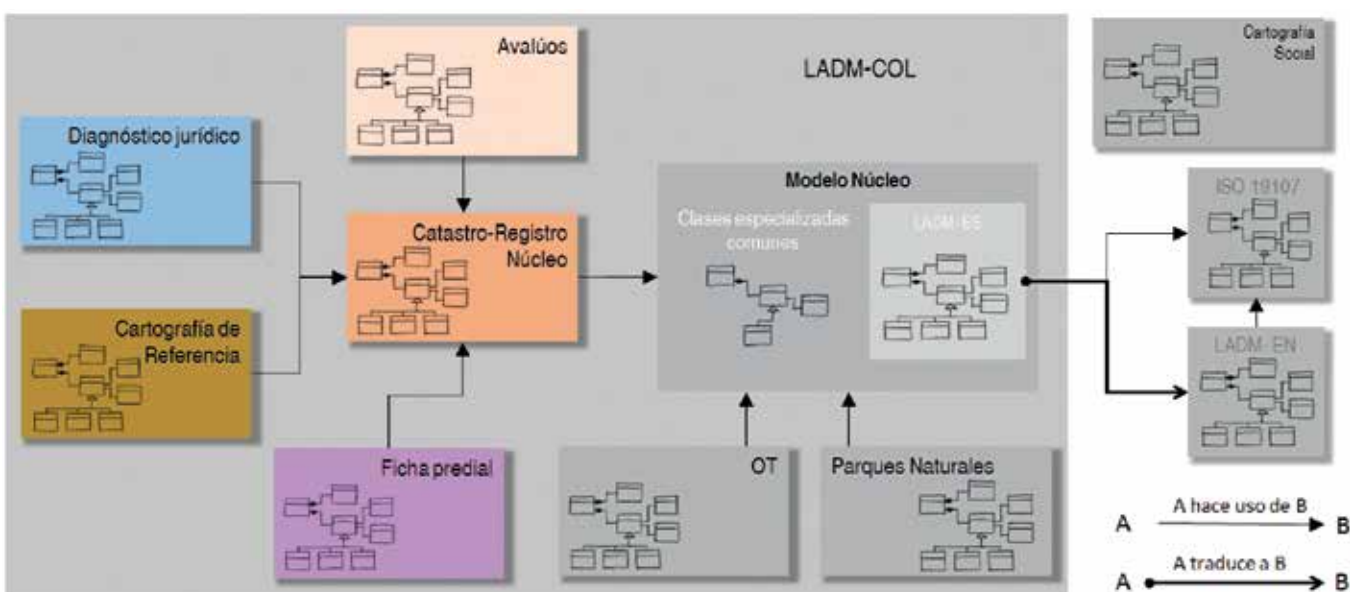 Avalúos
LADM-COL
Cartografía
Social
Diagnóstico jurídico
Modelo Núcleo
ISO 19107
Clases especializadas
comunes
LADM-ES
Catastro-Registro
Núcleo
Cartografía de
Referencia
LADM- EN
Ficha predial
OT
Parques Naturales
A hace uso de B
A B
A traduce a B
A B